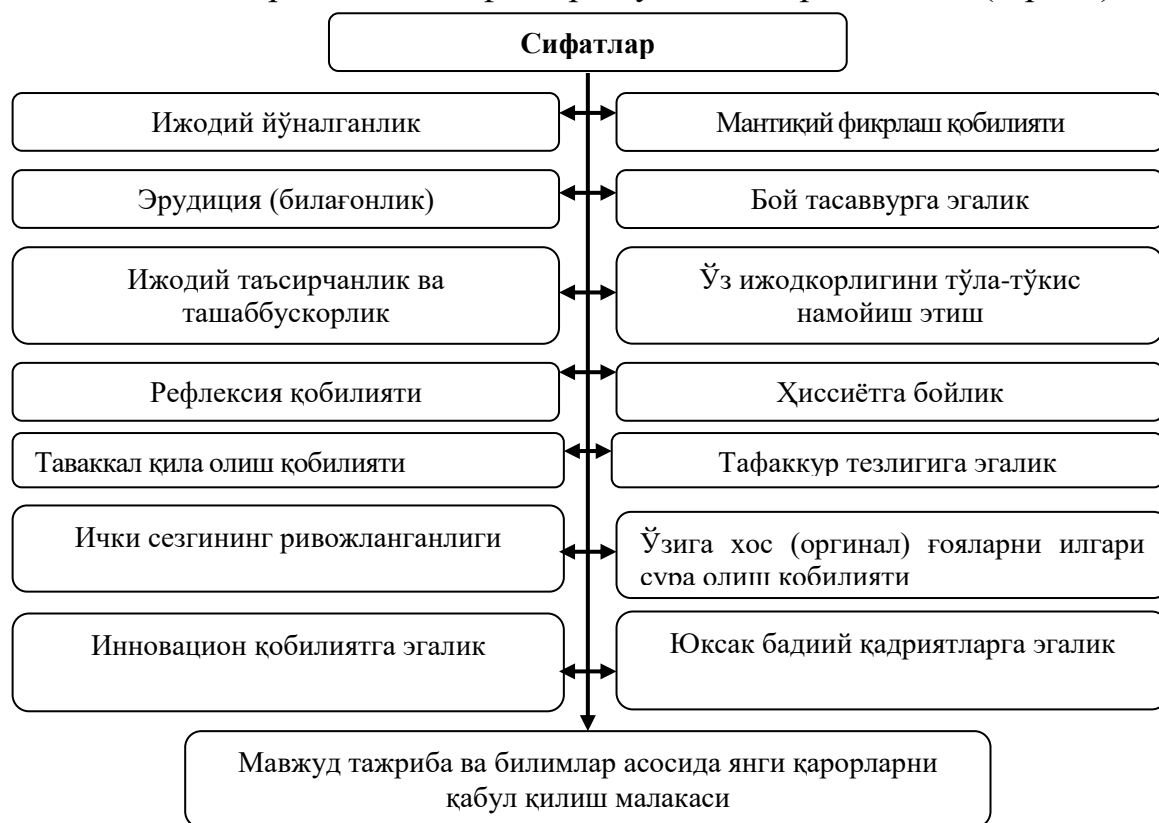 Сифатлар
Ижодий йўналганлик
Мантиқий фикрлаш қобилияти
Эрудиция (билағонлик)
Бой тасаввурга эгалик
Ижодий таъсирчанлик ва
ташаббускорлик
Ўз ижодкорлигини тўла-тўкис
намойиш этиш
Рефлексия қобилияти
Ҳиссиётга бойлик
Таваккал қила олиш қобилияти
Тафаккур тезлигига эгалик
Ички сезгининг ривожланганлиги
Ўзига хос (оргинал) ғояларни илгари
сура олиш қобилияти
Инновацион қобилиятга эгалик
Юксак бадиий қадриятларга эгалик
Мавжуд тажриба ва билимлар асосида янги қарорларни
қабул қилиш малакаси